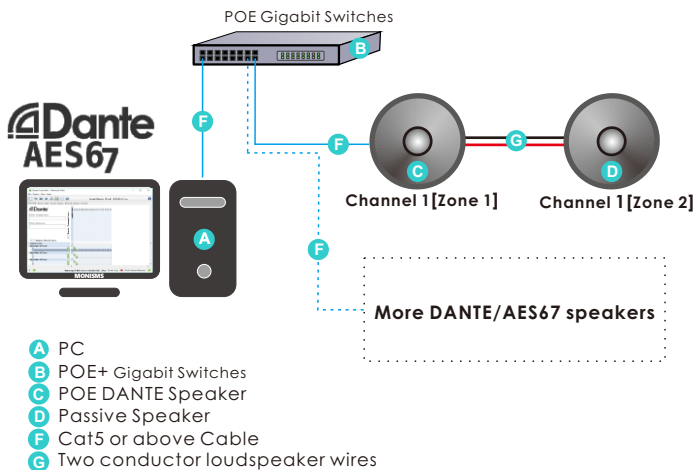 POE Gigabit Switches
B
Dante
AES67
F
F
G
C
D
Channel 1[Zone 1]
Channel 1[Zone 2]
Dante
A
F
MONISMS
More DANTE/AES67 speakers
A PC
B POE+ Gigabit Switches
C POE DANTE Speaker
D Passive Speaker
F Cat5 or above Cable
G Two conductor loudspeaker wires